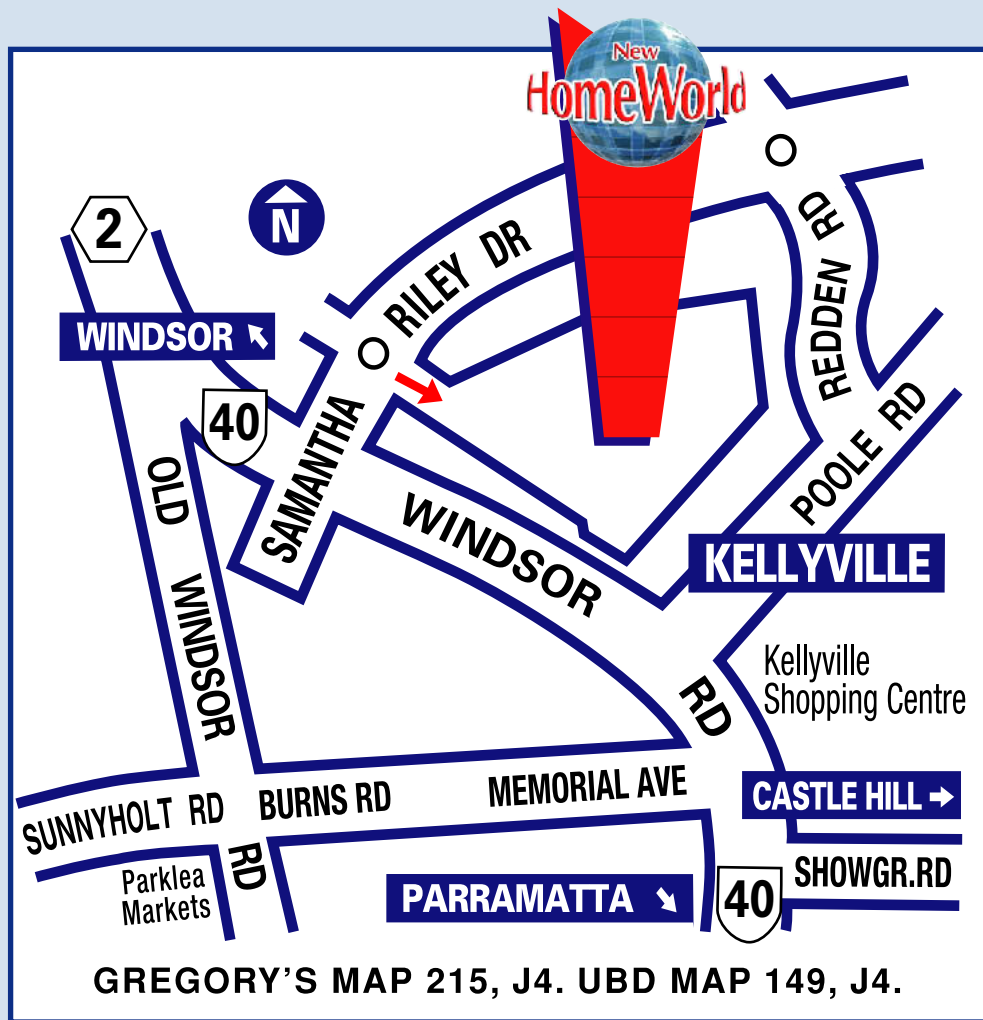 New
HomeWorld
2
N
WINDSOR
RILEY DR
REDDEN RD
40
SAMANTHA
POOLE RD
OLD WINDSOR RD
WINDSOR RD
KELLYVILLE
Kellyville
Shopping Centre
SUNNYHOLT RD
BURNS RD
MEMORIAL AVE
CASTLE HILL
Parklea
Markets
PARRAMATTA
40
SHOWGR.RD
GREGORY'S MAP 215, J4. UBD MAP 149, J4.